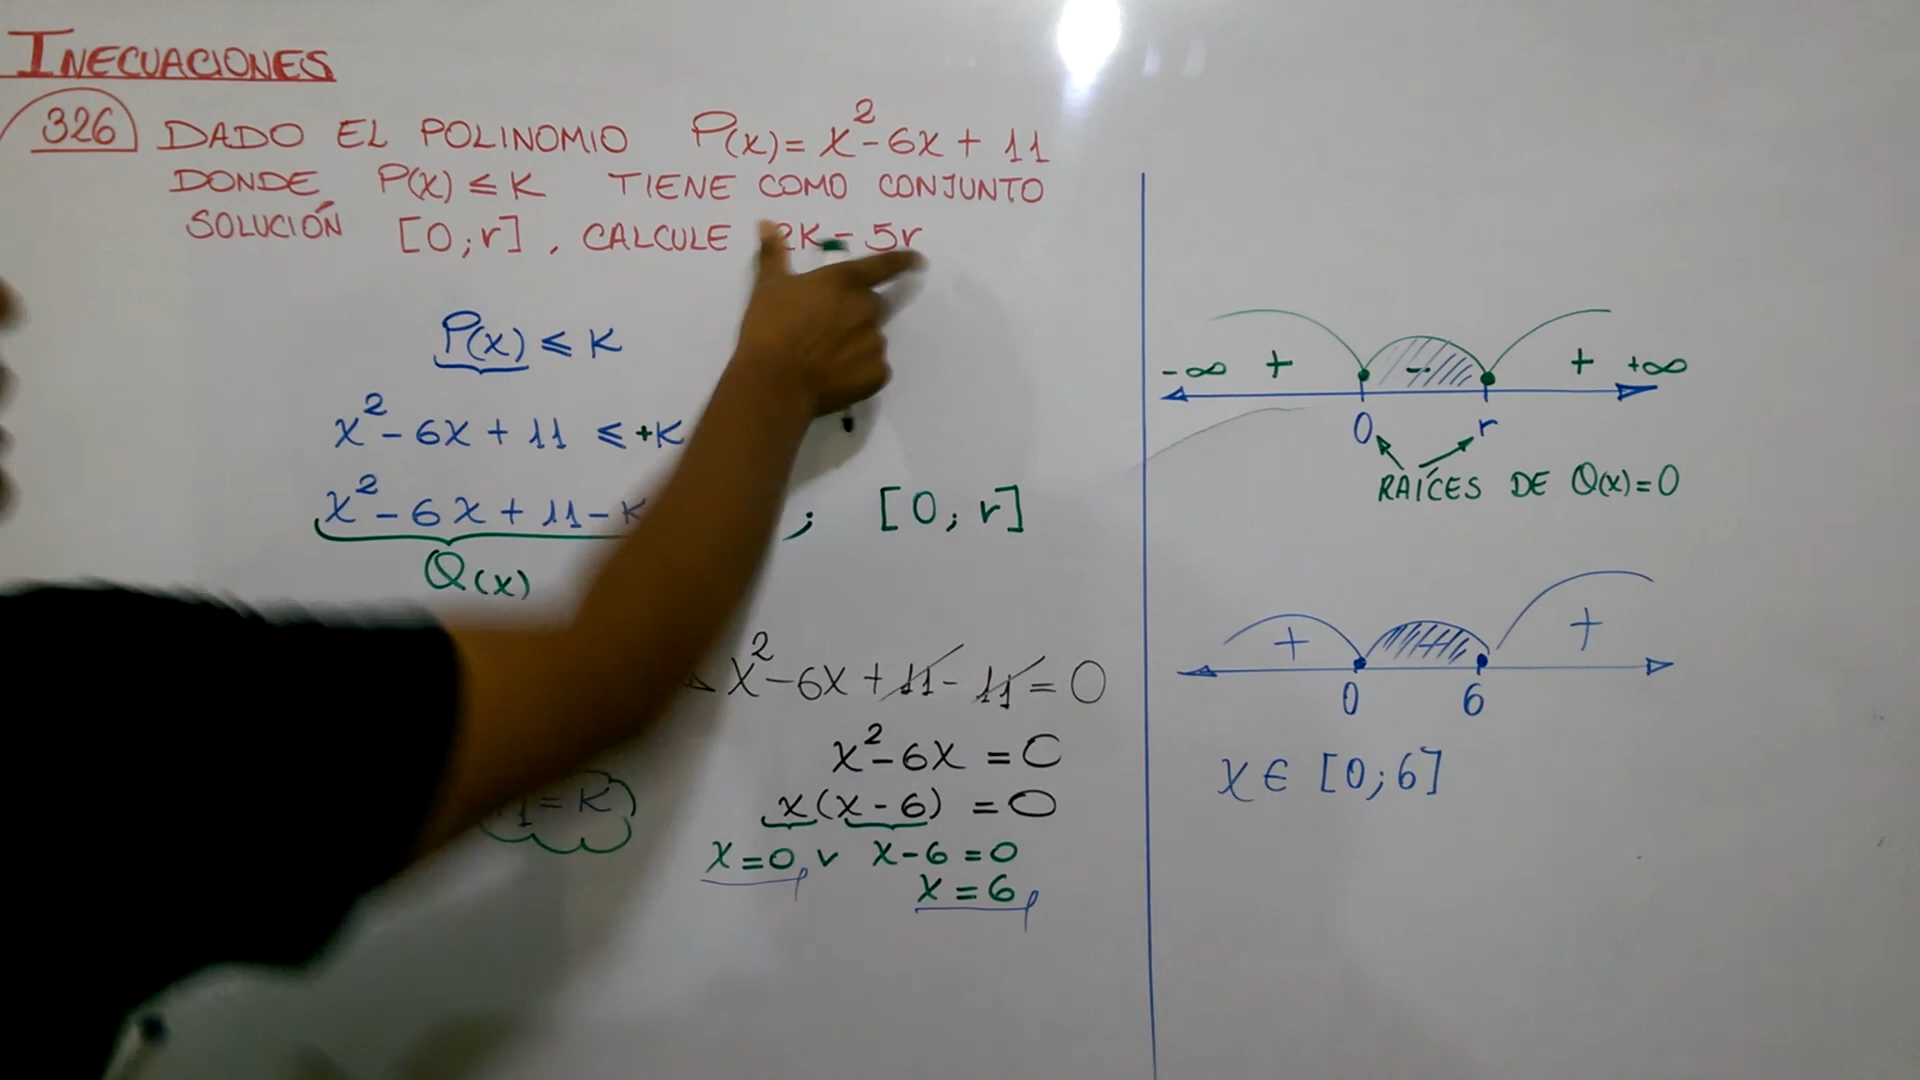 INECUACIONES
326 DADO EL POLINOMIO P(x)= x²-6x+11
DONDE P(x) ≤ K TIENE COMO CONJUNTO
SOLUCIÓN [0;r] , CALCULE 2K-5r
P(x) ≤ K
x²-6x+11 ≤ +K
x²-6x+11-K ; [0;r]
Q(x)
x²-6x+11-11=0
x²-6x=0
x(x-6)=0
= K
x=0 v x-6=0
x=6
-∞ + - + +∞
0 r
RAÍCES DE Q(x)=0
+ +
0 6
x ∈ [0;6]